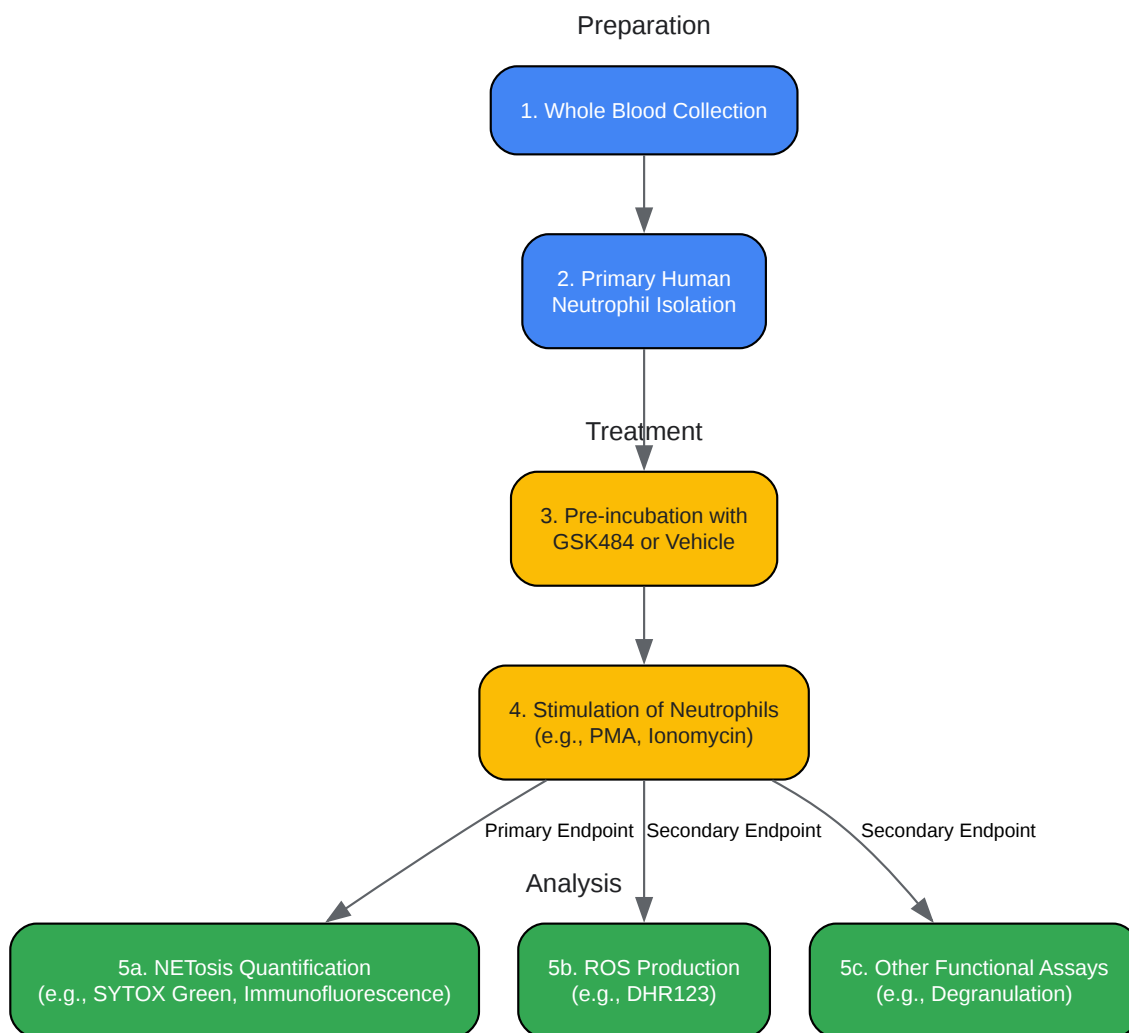 Preparation
1. Whole Blood Collection
2. Primary Human
Neutrophil Isolation
Treatment
3. Pre-incubation with
GSK484 or Vehicle
4. Stimulation of Neutrophils
(e.g., PMA, Ionomycin)
Primary Endpoint
Secondary Endpoint
Secondary Endpoint
Analysis
5a. NETosis Quantification
(e.g., SYTOX Green, Immunofluorescence)
5b. ROS Production
(e.g., DHR123)
5c. Other Functional Assays
(e.g., Degranulation)